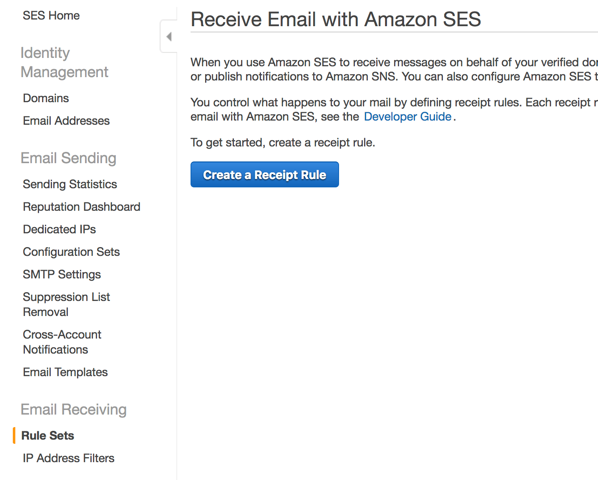 SES Home
Identity
Management
Domains
Email Addresses
Email Sending
Sending Statistics
Reputation Dashboard
Dedicated IPs
Configuration Sets
SMTP Settings
Suppression List
Removal
Cross-Account
Notifications
Email Templates
Email Receiving
Rule Sets
IP Address Filters
Receive Email with Amazon SES
When you use Amazon SES to receive messages on behalf of your verified
or publish notifications to Amazon SNS. You can also configure Amazon SES
You control what happens to your mail by defining receipt rules. Each receipt
email with Amazon SES, see the Developer Guide.
To get started, create a receipt rule.
Create a Receipt Rule